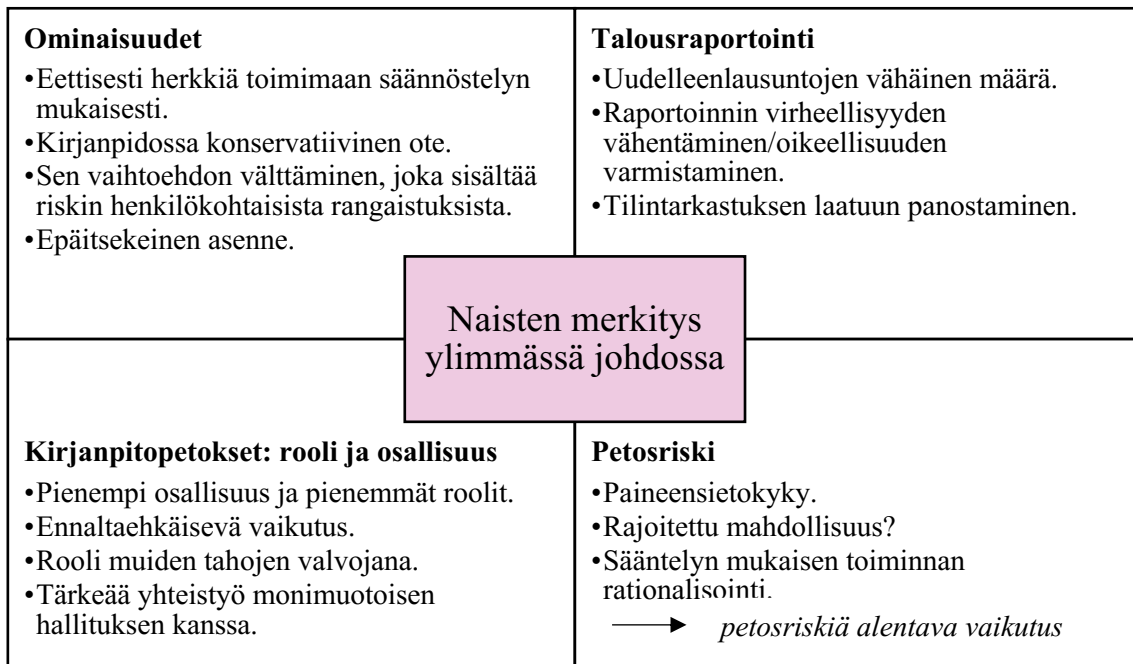 Ominaisuudet
•Eettisesti herkkiä toimimaan säännöstelyn
mukaisesti.
•Kirjanpidossa konservatiivinen ote.
•Sen vaihtoehdon välttäminen, joka sisältää
riskin henkilökohtaisista rangaistuksista.
•Epäitsekeinen asenne.
Talousraportointi
•Uudelleenlausuntojen vähäinen määrä.
•Raportoinnin virheellisyyden
vähentäminen/oikeellisuuden
varmistaminen.
•Tilintarkastuksen laatuun panostaminen.
Naisten merkitys
ylimmässä johdossa
Kirjanpitopetokset: rooli ja osallisuus
•Pienempi osallisuus ja pienemmät roolit.
•Ennaltaehkäisevä vaikutus.
•Rooli muiden tahojen valvojana.
•Tärkeää yhteistyö monimuotoisen
hallituksen kanssa.
Petosriski
•Paineensietokyky.
•Rajoitettu mahdollisuus?
•Sääntelyn mukaisen toiminnan
rationalisointi.
petosriskiä alentava vaikutus